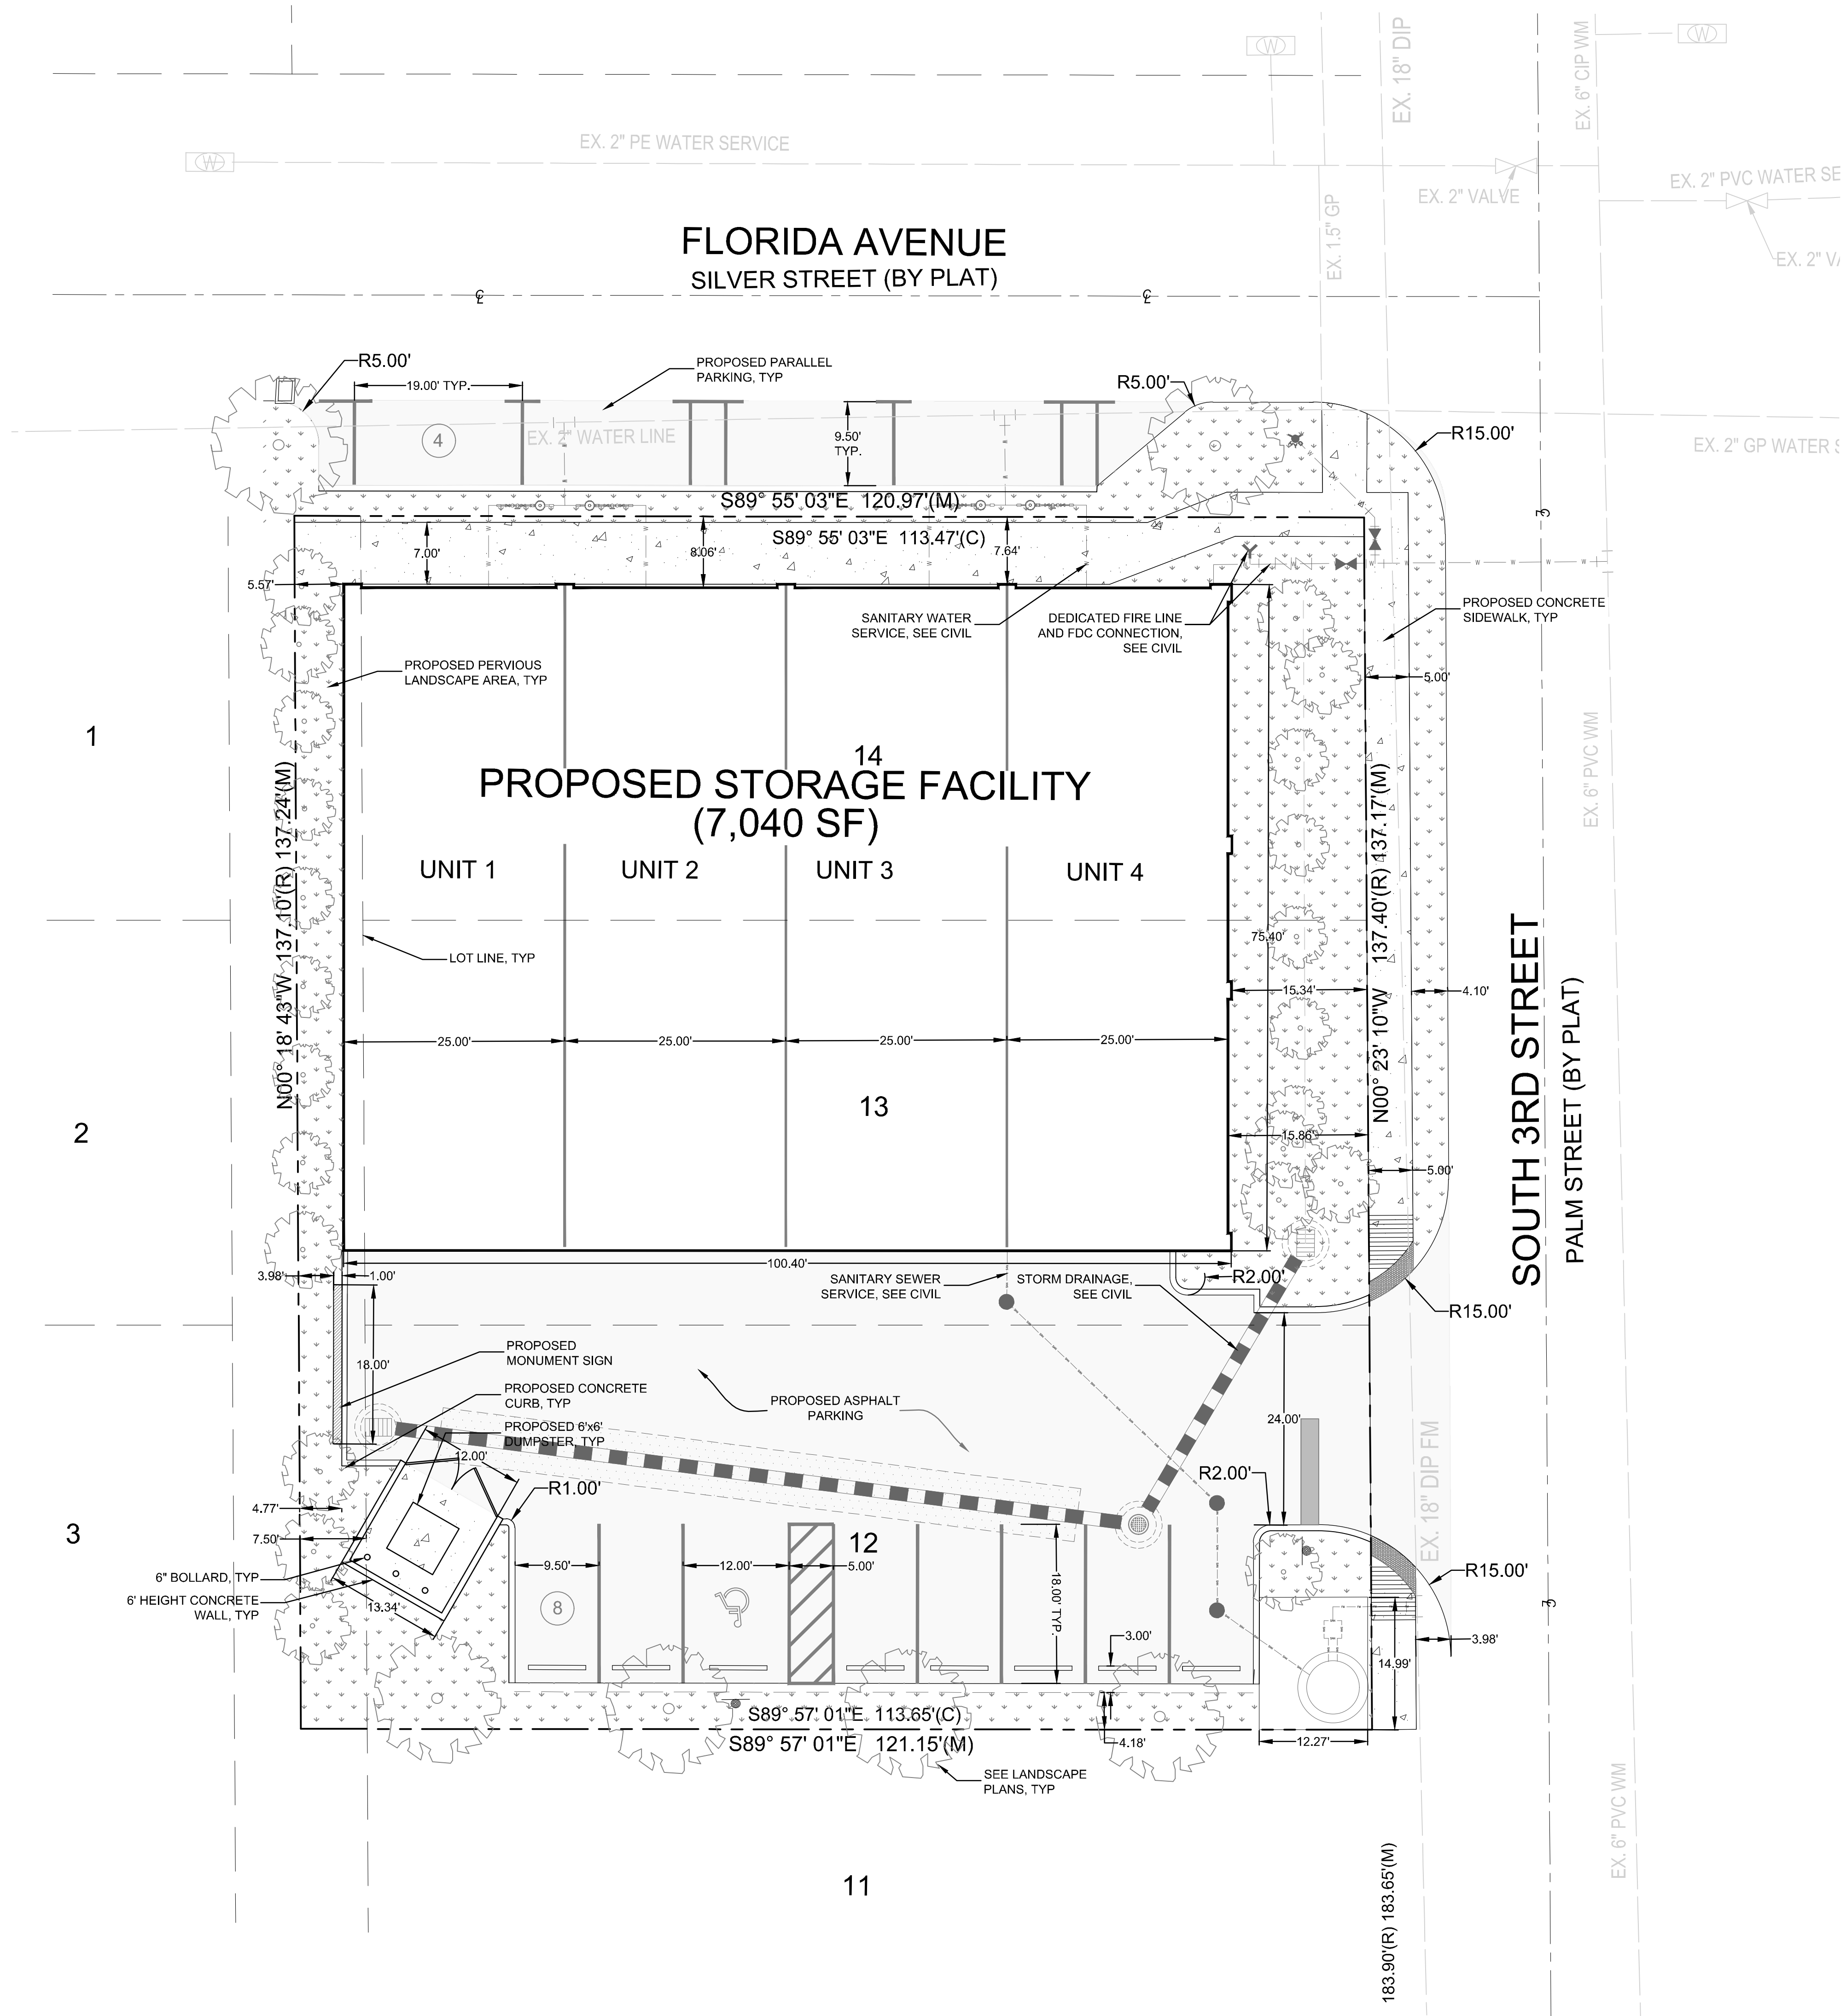 EX. 18" DIP
EX. 6" CIP WM
W
W
EX. 2" PE WATER SERVICE
W
EX. 2" VALVE
EX. 2" PVC WATER SE
EX. 1.5" GP
EX. 2" VA
FLORIDA AVENUE
SILVER STREET (BY PLAT)
R5.00'
19.00' TYP.
PROPOSED PARALLEL
PARKING, TYP
R5.00'
R15.00'
4
EX. 2" WATER LINE
9.50'
TYP.
EX. 2" GP WATER S
S89° 55' 03"E 120.97'(M)
S89° 55' 03"E 113.47'(C)
7.00'
8.06'
7.64'
5.57'
SANITARY WATER
SERVICE, SEE CIVIL
DEDICATED FIRE LINE
AND FDC CONNECTION,
SEE CIVIL
PROPOSED CONCRETE
SIDEWALK, TYP
PROPOSED PERVIOUS
LANDSCAPE AREA, TYP
5.00'
1
14
PROPOSED STORAGE FACILITY
(7,040 SF)
UNIT 1
UNIT 2
UNIT 3
UNIT 4
N00° 18' 43"W 137.10'(R) 137.24'(M)
N00° 23' 10"W 137.40'(R) 137.17'(M)
EX. 6" PVC WM
LOT LINE, TYP
75.40'
15.34'
4.10'
SOUTH 3RD STREET
PALM STREET (BY PLAT)
25.00'
25.00'
25.00'
25.00'
2
13
15.86'
5.00'
100.40'
3.98'
1.00'
SANITARY SEWER
SERVICE, SEE CIVIL
STORM DRAINAGE,
SEE CIVIL
R2.00'
R15.00'
18.00'
PROPOSED
MONUMENT SIGN
PROPOSED CONCRETE
CURB, TYP
PROPOSED 6'x6'
DUMPSTER, TYP
PROPOSED ASPHALT
PARKING
24.00'
12.00'
R1.00'
R2.00'
EX. 18" DIP FM
4.77'
3
7.50'
12
9.50'
12.00'
5.00'
R15.00'
6" BOLLARD, TYP
6' HEIGHT CONCRETE
WALL, TYP
13.34'
8
18.00' TYP.
3.00'
3.98'
14.99'
S89° 57' 01"E 113.65'(C)
S89° 57' 01"E 121.15'(M)
4.18'
12.27'
SEE LANDSCAPE
PLANS, TYP
EX. 6" PVC WM
11
183.90'(R) 183.65'(M)